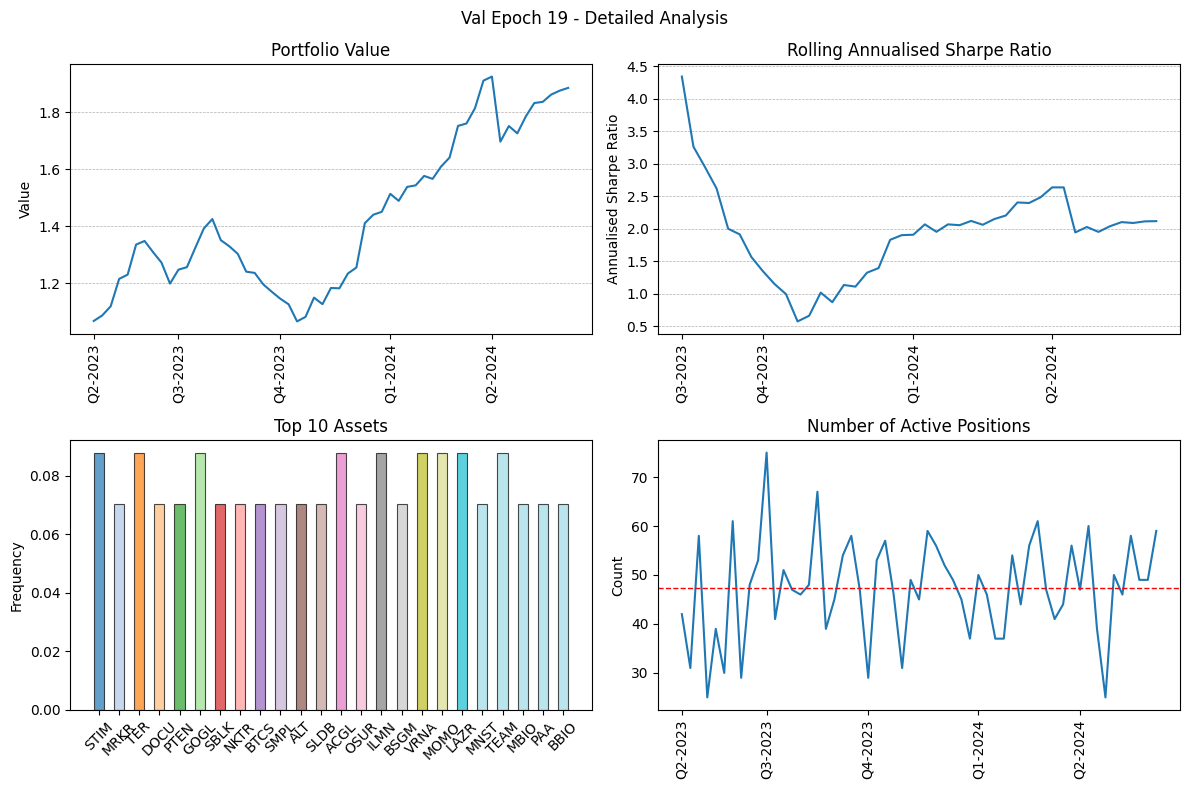 Val Epoch 19 - Detailed Analysis
Portfolio Value
Value
1.8
1.6
1.4
1.2
Q2-2023
Q3-2023
Q4-2023
Q1-2024
Q2-2024
Rolling Annualised Sharpe Ratio
Annualised Sharpe Ratio
4.5
4.0
3.5
3.0
2.5
2.0
1.5
1.0
0.5
Q3-2023
Q4-2023
Q1-2024
Q2-2024
Top 10 Assets
Frequency
0.08
0.06
0.04
0.02
0.00
STIM
MRKR
TER
DOCU
PTEN
GOGL
SBLK
NKTR
BTCS
SMPL
ALT
SLDB
ACGL
OSUR
ILMN
BSGM
VRNA
MOMO
LAZR
MNST
TEAM
MBIO
PAA
BBIO
Number of Active Positions
Count
70
60
50
40
30
Q2-2023
Q3-2023
Q4-2023
Q1-2024
Q2-2024